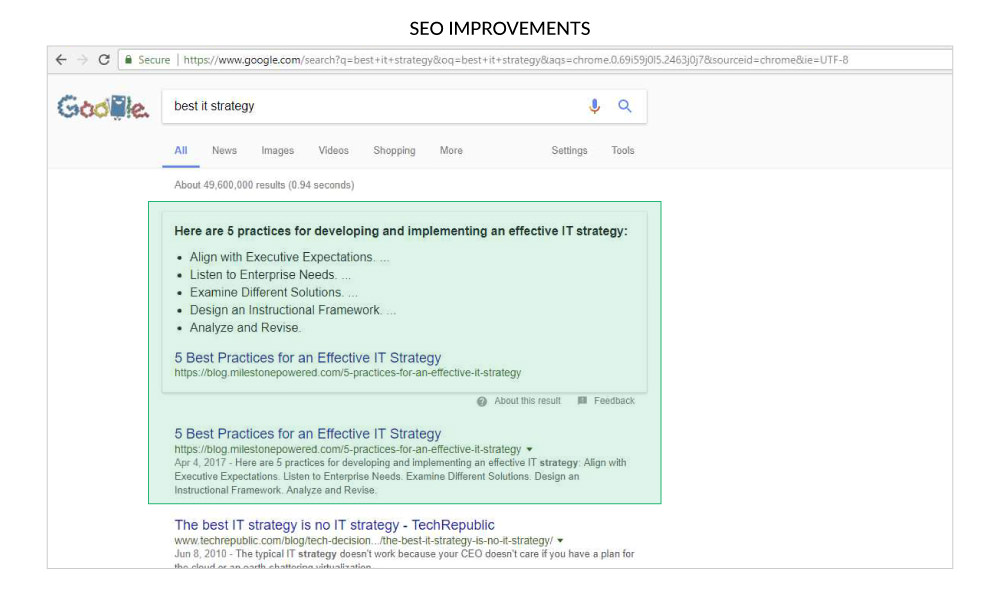 SEO IMPROVEMENTS
Secure | https://www.google.com/search?q=best+it+strategy&oq=best+it+strategy&aqs=chrome.0.69i59j0l5.2463j0j7&sourceid=chrome&ie=UTF-8
Google
best it strategy
All News Images Videos Shopping More Settings Tools
About 49,600,000 results (0.94 seconds)
Here are 5 practices for developing and implementing an effective IT strategy:
• Align with Executive Expectations. ...
• Listen to Enterprise Needs. ...
• Examine Different Solutions. ...
• Design an Instructional Framework. ...
• Analyze and Revise.
5 Best Practices for an Effective IT Strategy
https://blog.milestonepowered.com/5-practices-for-an-effective-it-strategy
About this result Feedback
5 Best Practices for an Effective IT Strategy
https://blog.milestonepowered.com/5-practices-for-an-effective-it-strategy
Apr 4, 2017 - Here are 5 practices for developing and implementing an effective IT strategy: Align with
Executive Expectations. Listen to Enterprise Needs. Examine Different Solutions. Design an
Instructional Framework. Analyze and Revise.
The best IT strategy is no IT strategy - TechRepublic
www.techrepublic.com/blog/tech-decision.../the-best-it-strategy-is-no-it-strategy/
Jun 8, 2010 - The typical IT strategy doesn't work because your CEO doesn't care if you have a plan for
the cloud or an earth shattering virtualization